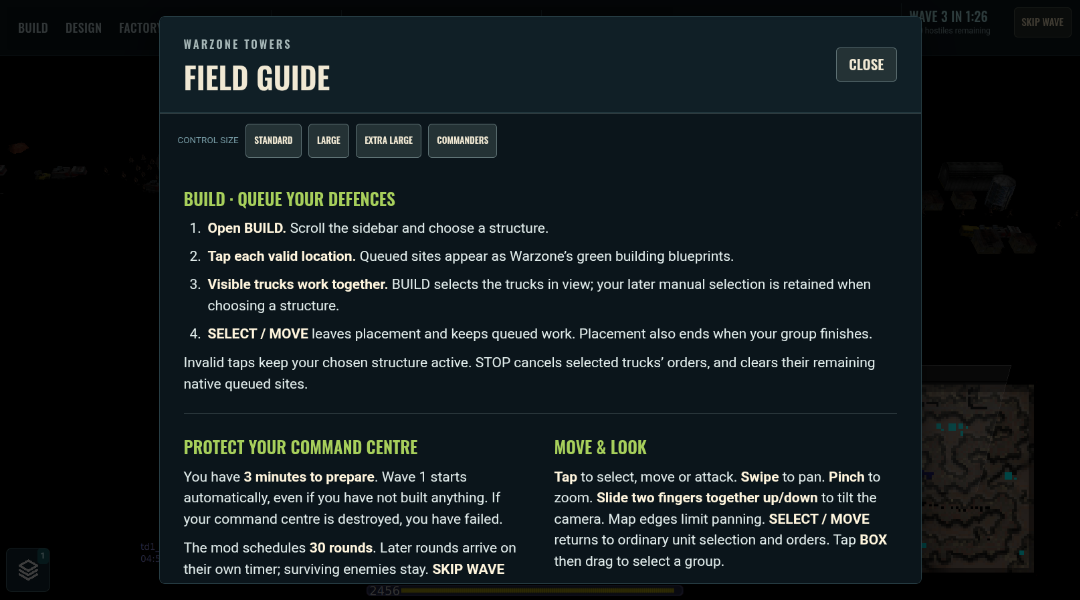 BUILD DESIGN FACTORY
WARZONE TOWERS
FIELD GUIDE
CLOSE
WAVE 3 IN 1:26
hostiles remaining
SKIP WAVE
CONTROL SIZE STANDARD LARGE EXTRA LARGE COMMANDERS
BUILD · QUEUE YOUR DEFENCES
1. Open BUILD. Scroll the sidebar and choose a structure.
2. Tap each valid location. Queued sites appear as Warzone’s green building blueprints.
3. Visible trucks work together. BUILD selects the trucks in view; your later manual selection is retained when
choosing a structure.
4. SELECT / MOVE leaves placement and keeps queued work. Placement also ends when your group finishes.
Invalid taps keep your chosen structure active. STOP cancels selected trucks’ orders, and clears their remaining
native queued sites.
PROTECT YOUR COMMAND CENTRE
You have 3 minutes to prepare. Wave 1 starts
automatically, even if you have not built anything. If
your command centre is destroyed, you have failed.
The mod schedules 30 rounds. Later rounds arrive on
their own timer; surviving enemies stay. SKIP WAVE
MOVE & LOOK
Tap to select, move or attack. Swipe to pan. Pinch to
zoom. Slide two fingers together up/down to tilt the
camera. Map edges limit panning. SELECT / MOVE
returns to ordinary unit selection and orders. Tap BOX
then drag to select a group.
1
2456